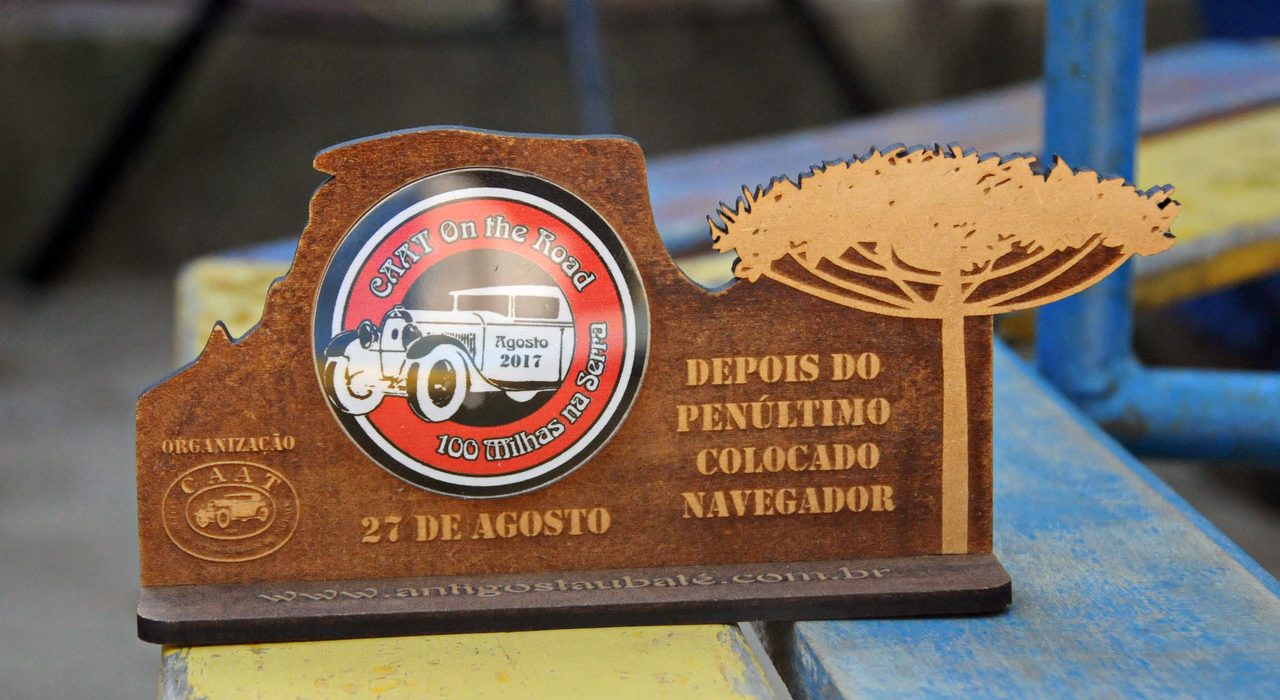 CAAT On the Road
Agosto
2017
100 Milhas na Serra
ORGANIZAÇÃO
CAAT
27 DE AGOSTO
DEPOIS DO
PENÚLTIMO
COLOCADO
NAVEGADOR
www.antigostaubate.com.br